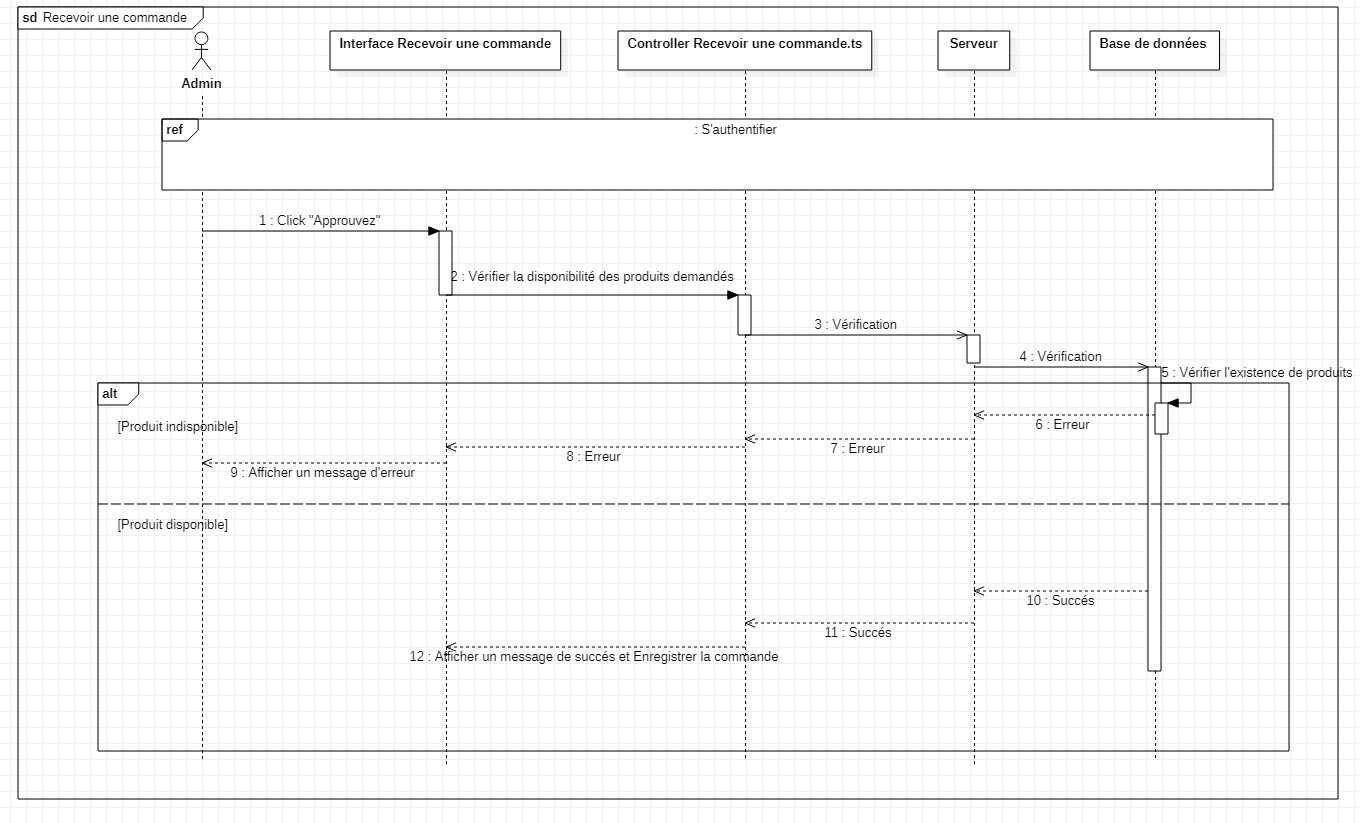 sd Recevoir une commande
Admin
Interface Recevoir une commande
Controller Recevoir une commande.ts
Serveur
Base de données
ref
: S'authentifier
1 : Click "Approuvez"
2 : Vérifier la disponibilité des produits demandés
3 : Vérification
4 : Vérification
5 : Vérifier l'existence de produits
alt
[Produit indisponible]
6 : Erreur
7 : Erreur
8 : Erreur
9 : Afficher un message d'erreur
[Produit disponible]
10 : Succés
11 : Succés
12 : Afficher un message de succés et Enregistrer la commande